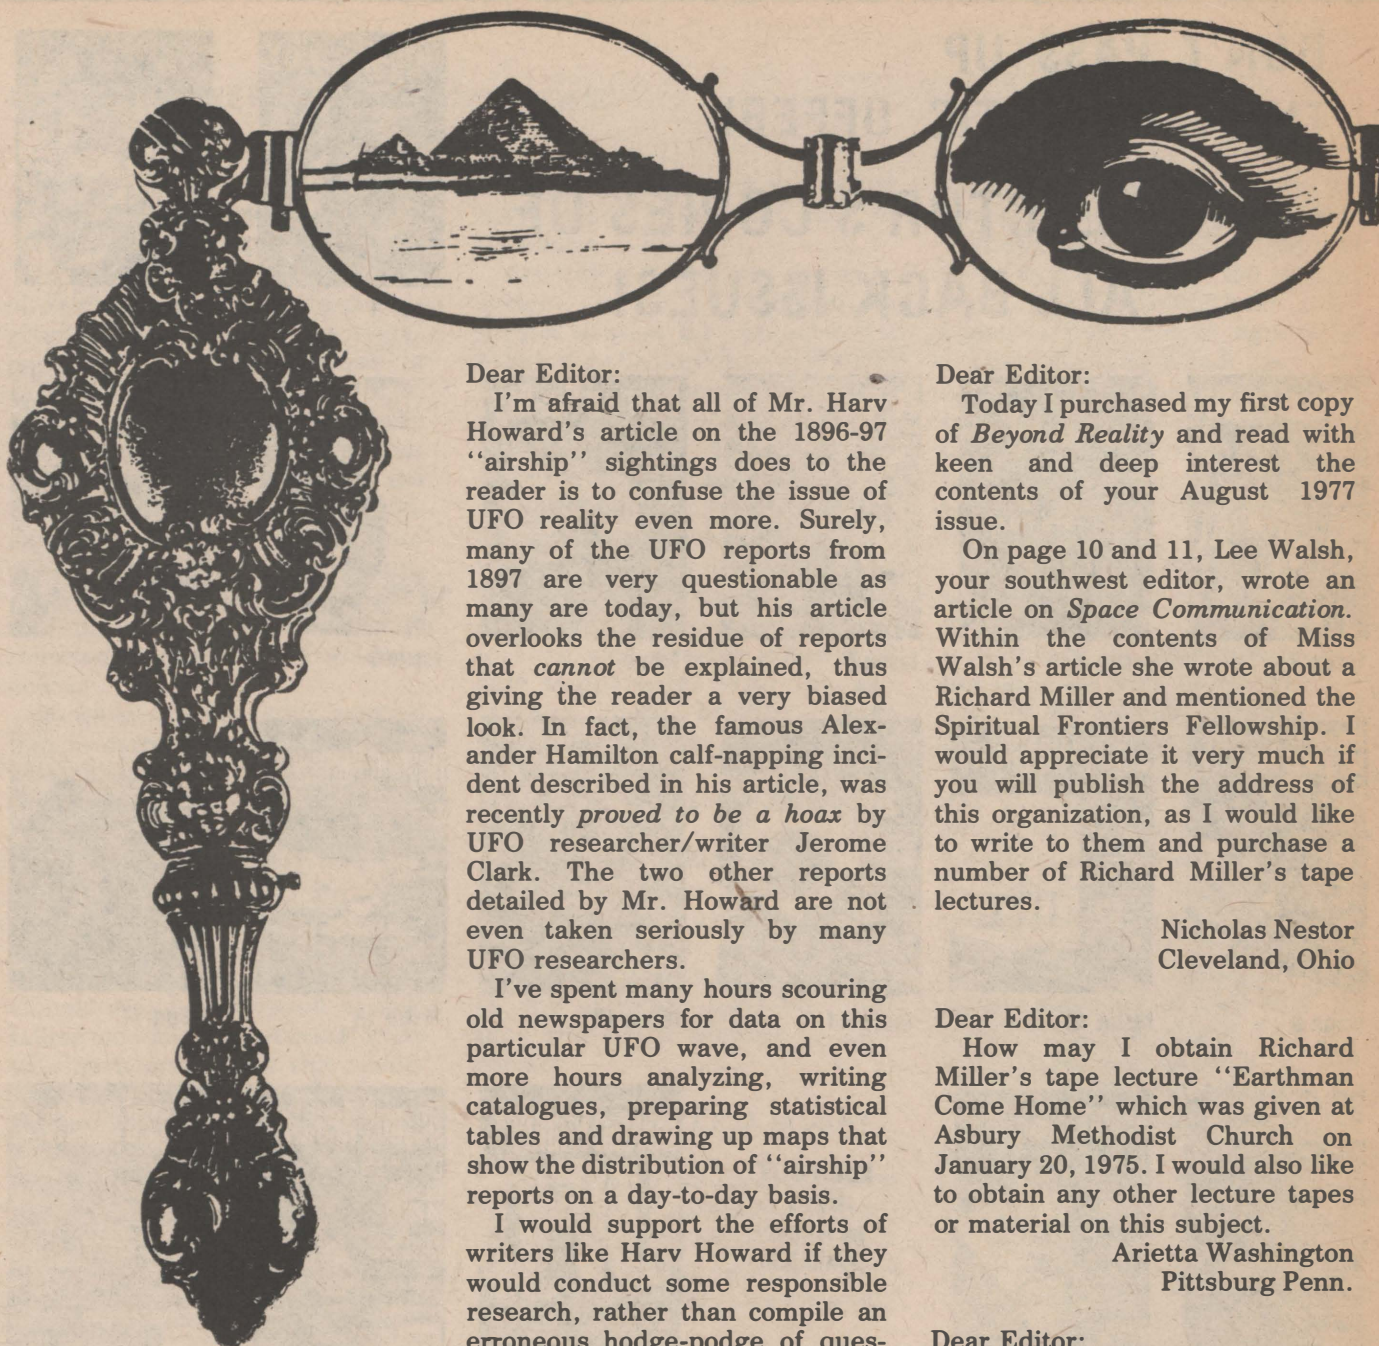 Dear Editor:
I'm afraid that all of Mr. Harv
Howard's article on the 1896-97
‘‘airship’’ sightings does to the
reader is to confuse the issue of
UFO reality even more. Surely,
many of the UFO reports from
1897 are very questionable as
many are today, but his article
overlooks the residue of reports
that cannot be explained, thus
giving the reader a very biased
look. In fact, the famous Alex-
ander Hamilton calf-napping inci-
dent described in his article, was
recently proved to be a hoax by
UFO researcher/writer Jerome
Clark. The two other reports
detailed by Mr. Howard are not
even taken seriously by many
UFO researchers.
I've spent many hours scouring
old newspapers for data on this
particular UFO wave, and even
more hours analyzing, writing
catalogues, preparing statistical
tables and drawing up maps that
show the distribution of ‘‘airship’’
reports on a day-to-day basis.
I would support the efforts of
writers like Harv Howard if they
would conduct some responsible
research, rather than compile an
erroneous hodge-podge of ques-
Dear Editor:
Today I purchased my first copy
of Beyond Reality and read with
keen and deep interest the
contents of your August 1977
issue.
On page 10 and 11, Lee Walsh,
your southwest editor, wrote an
article on Space Communication.
Within the contents of Miss
Walsh's article she wrote about a
Richard Miller and mentioned the
Spiritual Frontiers Fellowship. I
would appreciate it very much if
you will publish the address of
this organization, as I would like
to write to them and purchase a
number of Richard Miller's tape
lectures.
Nicholas Nestor
Cleveland, Ohio
Dear Editor:
How may I obtain Richard
Miller's tape lecture ‘‘Earthman
Come Home’’ which was given at
Asbury Methodist Church on
January 20, 1975. I would also like
to obtain any other lecture tapes
or material on this subject.
Arietta Washington
Pittsburg Penn.
Dear Editor: